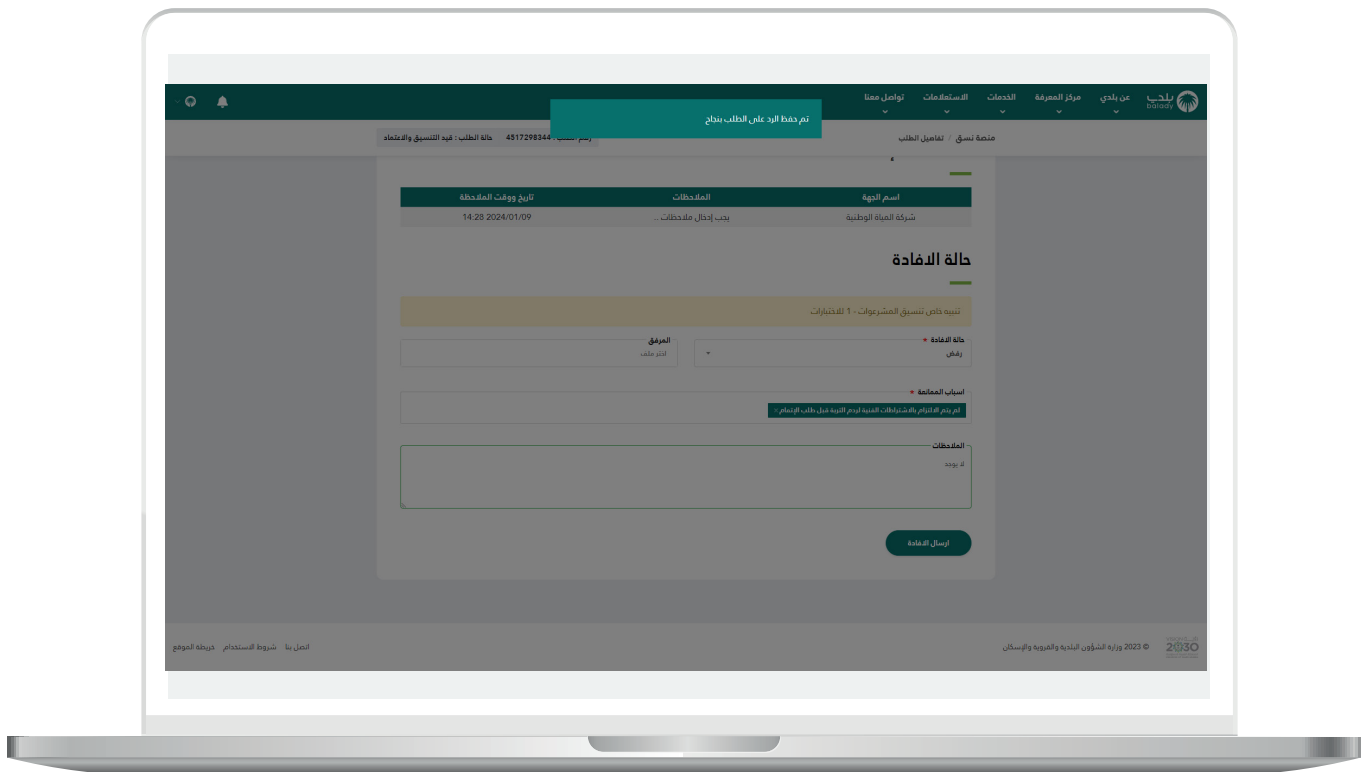 بلدي
balady
عن بلدي
مركز المعرفة
الخدمات
الاستعلامات
تواصل معنا
تم حفظ الرد على الطلب بنجاح
منصة نسق / تفاصيل الطلب
4517298344
حالة الطلب : قيد التنسيق والاعتماد
اسم الجهة
الملاحظات
تاريخ ووقت الملاحظة
شركة المياة الوطنية
يجب إدخال ملاحظات ...
2024/01/09 14:28
حالة الافادة
تنبيه خاص تنسيق المشرعوات - 1 للاختبارات
حالة الافادة *
رفض
المرفق
اختر ملف
اسباب الممانعة *
لم يتم الالتزام بالاشتراطات الفنية لردم التربة قبل طلب الإتمام ×
الملاحظات
لا يوجد
ارسال الافادة
2030
© 2023 وزارة الشؤون البلدية والقروية والإسكان
اتصل بنا
شروط الاستخدام
خريطة الموقع